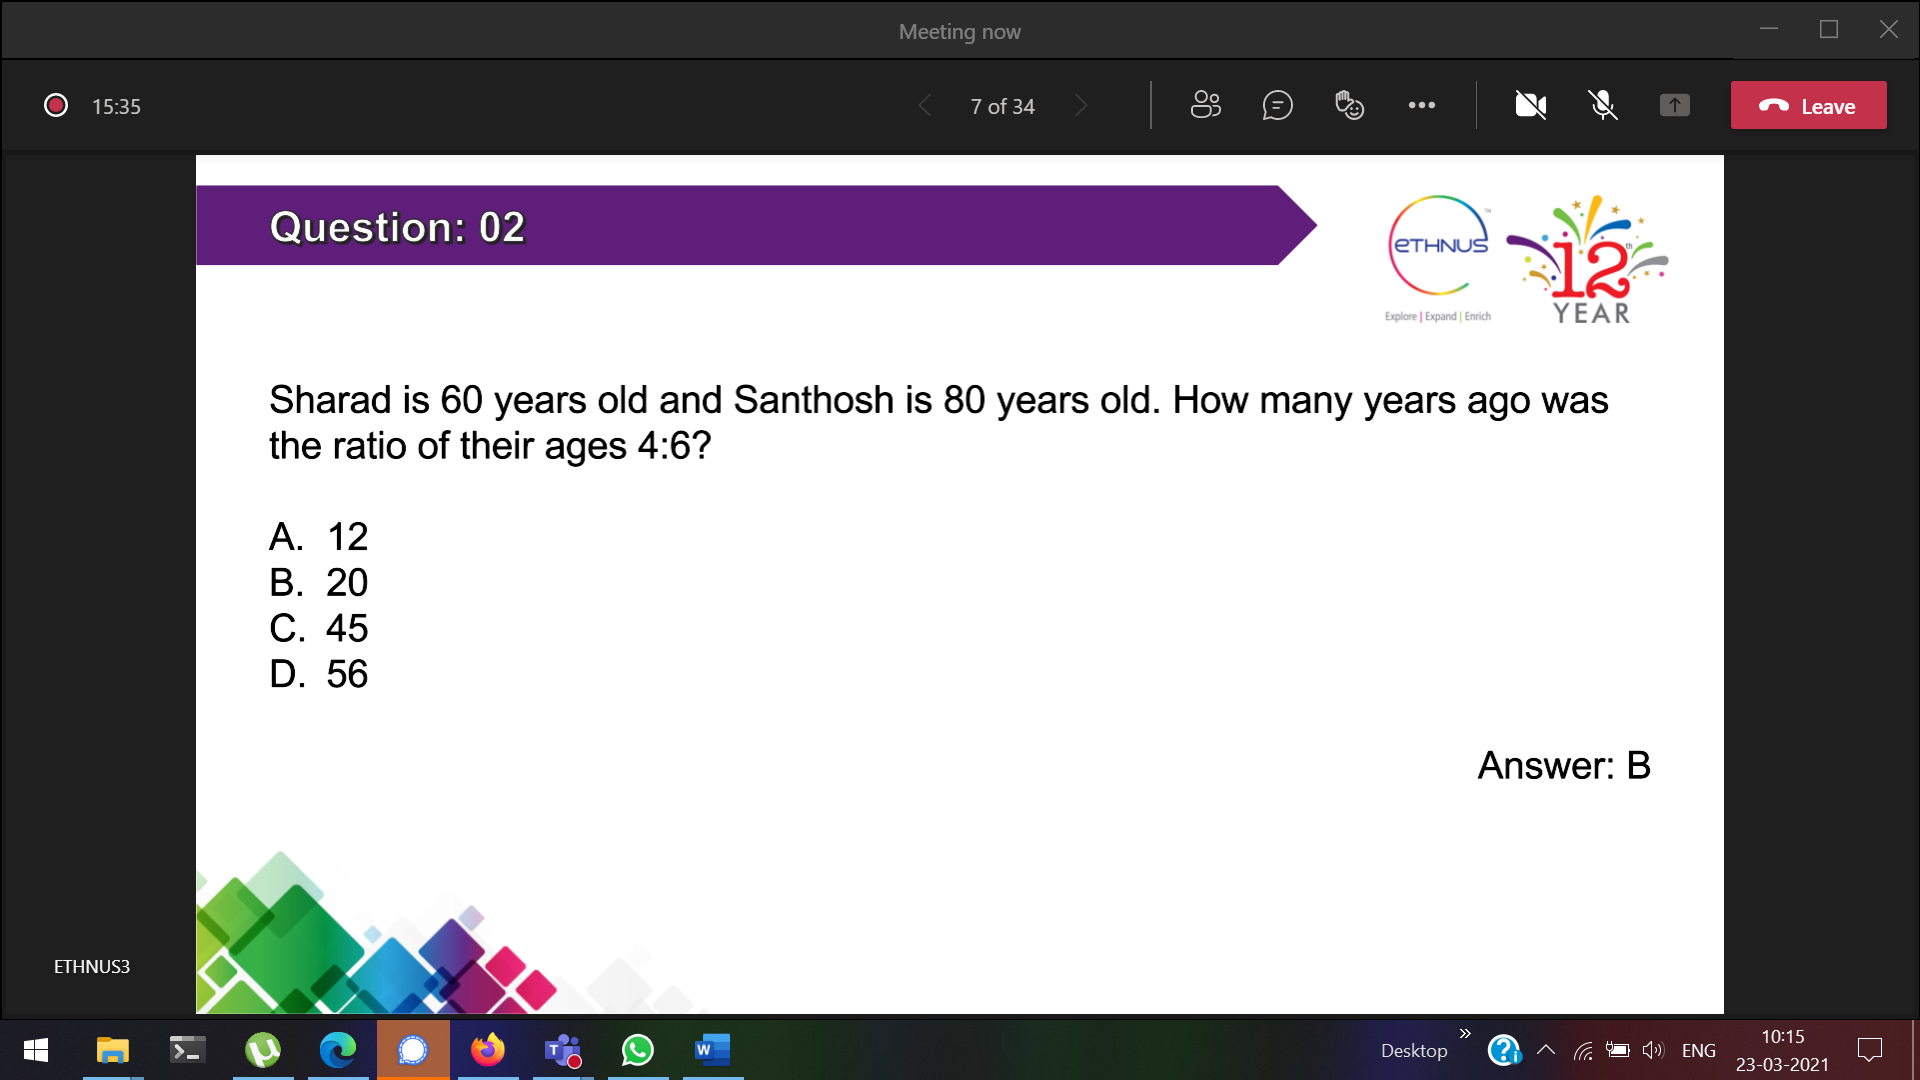 Meeting now
15:35
7 of 34
Leave
Question: 02
eTHNUS
TM
Explore | Expand | Enrich
12th
YEAR
Sharad is 60 years old and Santhosh is 80 years old. How many years ago was
the ratio of their ages 4:6?
A. 12
B. 20
C. 45
D. 56
Answer: B
ETHNUS3
Desktop
ENG
10:15
23-03-2021